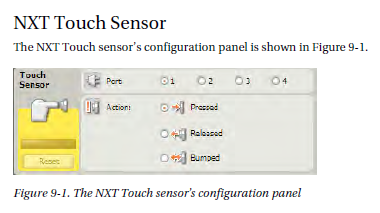 NXT Touch Sensor
The NXT Touch sensor's configuration panel is shown in Figure 9-1.
Touch
Sensor
Port 1 2 3 4
Action: Pressed
Released
Bumped
Reset
Figure 9-1. The NXT Touch sensor's configuration panel